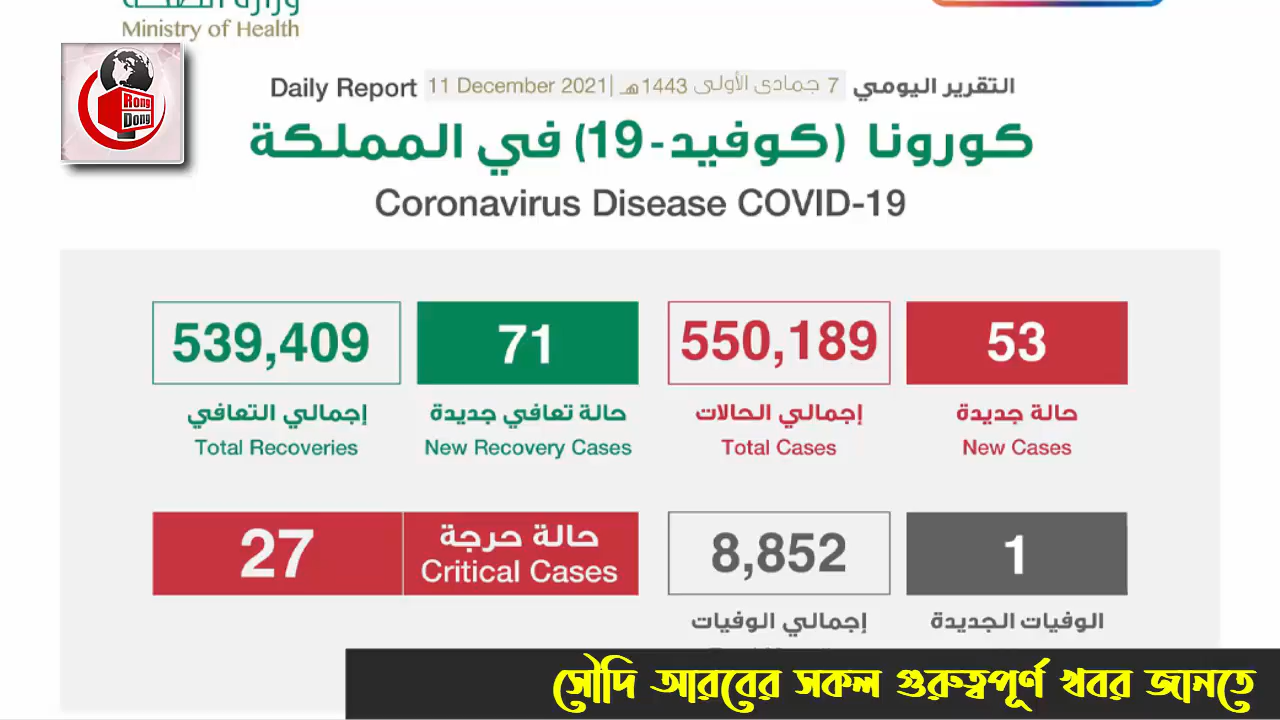 وزارة الصحة
Ministry of Health
Rong
Dong
Daily Report 11 December 2021| 7 جمادى الأولى 1443هـ التقرير اليومي
كورونا (كوفيد-19) في المملكة
Coronavirus Disease COVID-19
539,409 71 550,189 53
إجمالي التعافي حالة تعافي جديدة إجمالي الحالات حالة جديدة
Total Recoveries New Recovery Cases Total Cases New Cases
27 حالة حرجة 8,852 1
Critical Cases
إجمالي الوفيات الوفيات الجديدة
সৌদি আরবের সকল গুরুত্বপূর্ণ খবর জানতে